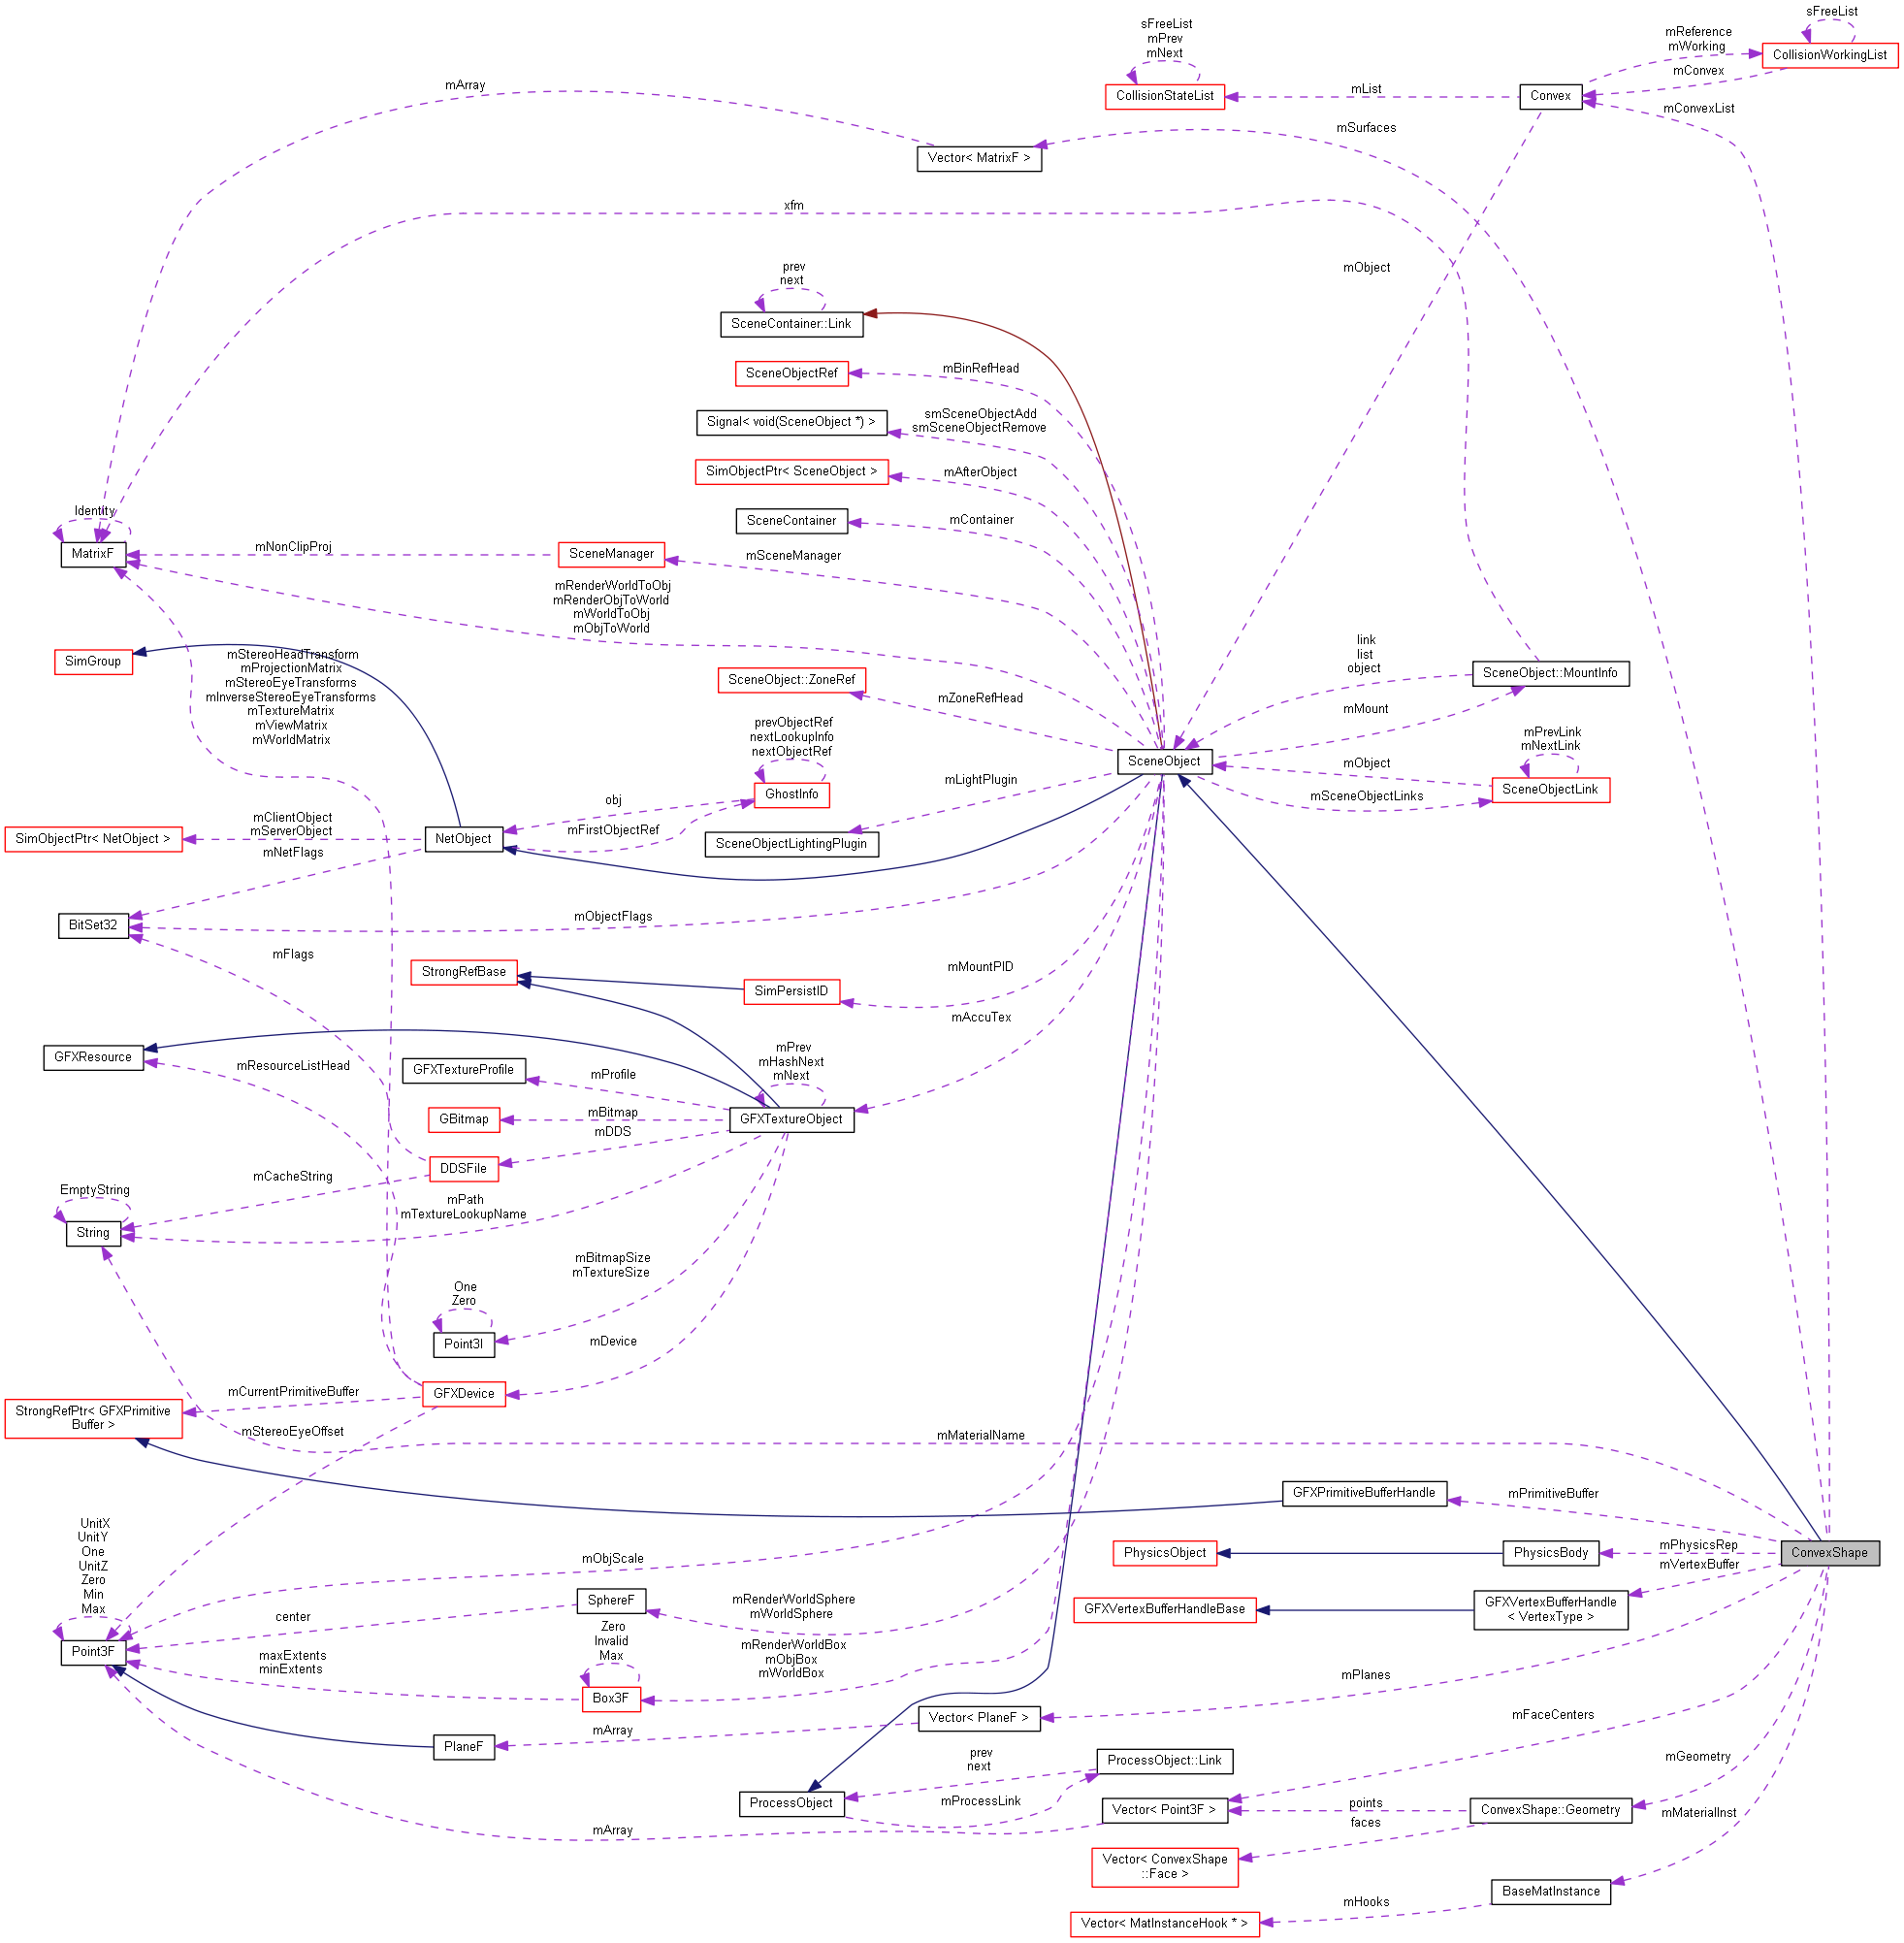 sFreeList
sFreeList
mPrev
mNext
mReference
mWorking
CollisionWorkingList
mConvex
mArray
CollisionStateList
mList
Convex
mConvexList
mSurfaces
Vector< MatrixF >
xfm
prev
next
mObject
SceneContainer::Link
SceneObjectRef
mBinRefHead
Signal< void(SceneObject *) >
smSceneObjectAdd
smSceneObjectRemove
SimObjectPtr< SceneObject >
mAfterObject
Identity
SceneContainer
mContainer
MatrixF
mNonClipProj
SceneManager
mSceneManager
mRenderWorldToObj
mRenderObjToWorld
mWorldToObj
mObjToWorld
link
list
object
SimGroup
mStereoHeadTransform
mProjectionMatrix
mStereoEyeTransforms
mInverseStereoEyeTransforms
mTextureMatrix
mViewMatrix
mWorldMatrix
SceneObject::ZoneRef
mZoneRefHead
SceneObject::MountInfo
mMount
prevObjectRef
nextLookupInfo
nextObjectRef
mPrevLink
mNextLink
SceneObject
mObject
GhostInfo
obj
mLightPlugin
mSceneObjectLinks
SceneObjectLink
SimObjectPtr< NetObject >
mClientObject
mServerObject
NetObject
mFirstObjectRef
SceneObjectLightingPlugin
mNetFlags
BitSet32
mObjectFlags
mFlags
StrongRefBase
SimPersistID
mMountPID
mAccuTex
GFXResource
mResourceListHead
GFXTextureProfile
mProfile
mPrev
mHashNext
mNext
GBitmap
mBitmap
GFXTextureObject
mDDS
DDSFile
mCacheString
EmptyString
String
mPath
mTextureLookupName
mBitmapSize
mTextureSize
One
Zero
Point3I
mDevice
StrongRefPtr< GFXPrimitive
Buffer >
mCurrentPrimitiveBuffer
GFXDevice
mStereoEyeOffset
mMaterialName
GFXPrimitiveBufferHandle
mPrimitiveBuffer
UnitX
UnitY
One
UnitZ
Zero
Min
Max
mObjScale
PhysicsObject
PhysicsBody
mPhysicsRep
ConvexShape
mVertexBuffer
center
SphereF
mRenderWorldSphere
mWorldSphere
GFXVertexBufferHandleBase
GFXVertexBufferHandle
< VertexType >
Point3F
maxExtents
minExtents
Zero
Invalid
Max
Box3F
mRenderWorldBox
mObjBox
mWorldBox
mPlanes
PlaneF
mArray
Vector< PlaneF >
mFaceCenters
prev
next
ProcessObject::Link
mGeometry
ProcessObject
mProcessLink
Vector< Point3F >
points
ConvexShape::Geometry
mMaterialInst
mArray
faces
Vector< ConvexShape
::Face >
BaseMatInstance
mHooks
Vector< MatInstanceHook * >